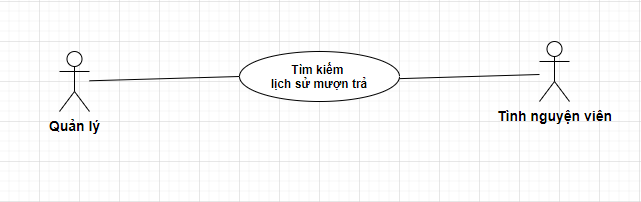 Tìm kiếm
lịch sử mượn trả
Quản lý
Tình nguyện viên